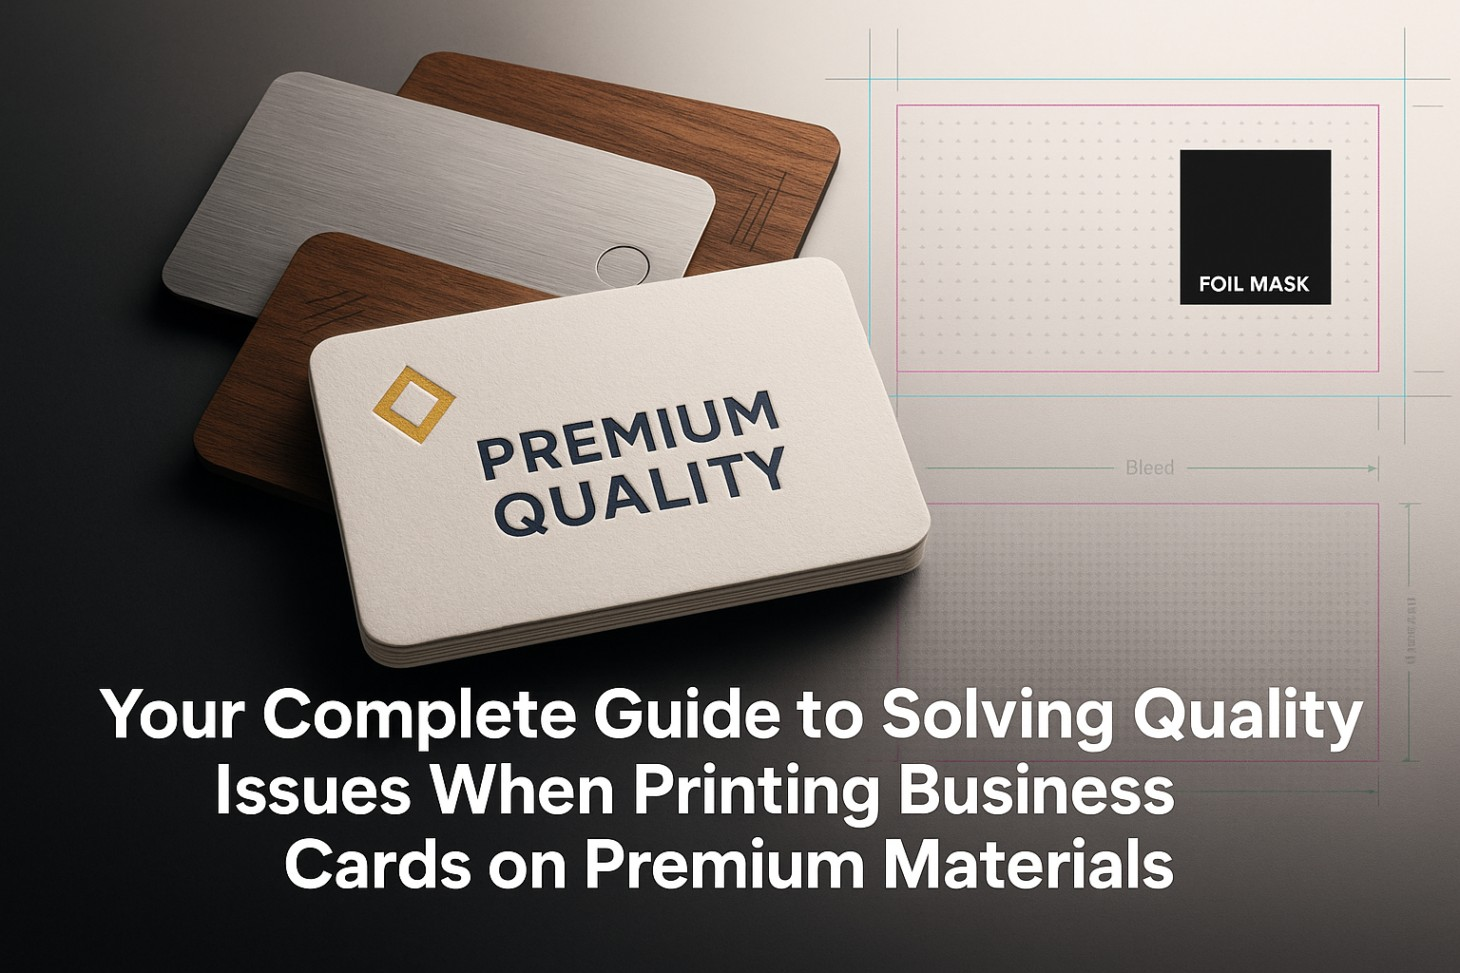 FOIL MASK
PREMIUM
QUALITY
Bleed
Your Complete Guide to Solving Quality
Issues When Printing Business
Cards on Premium Materials